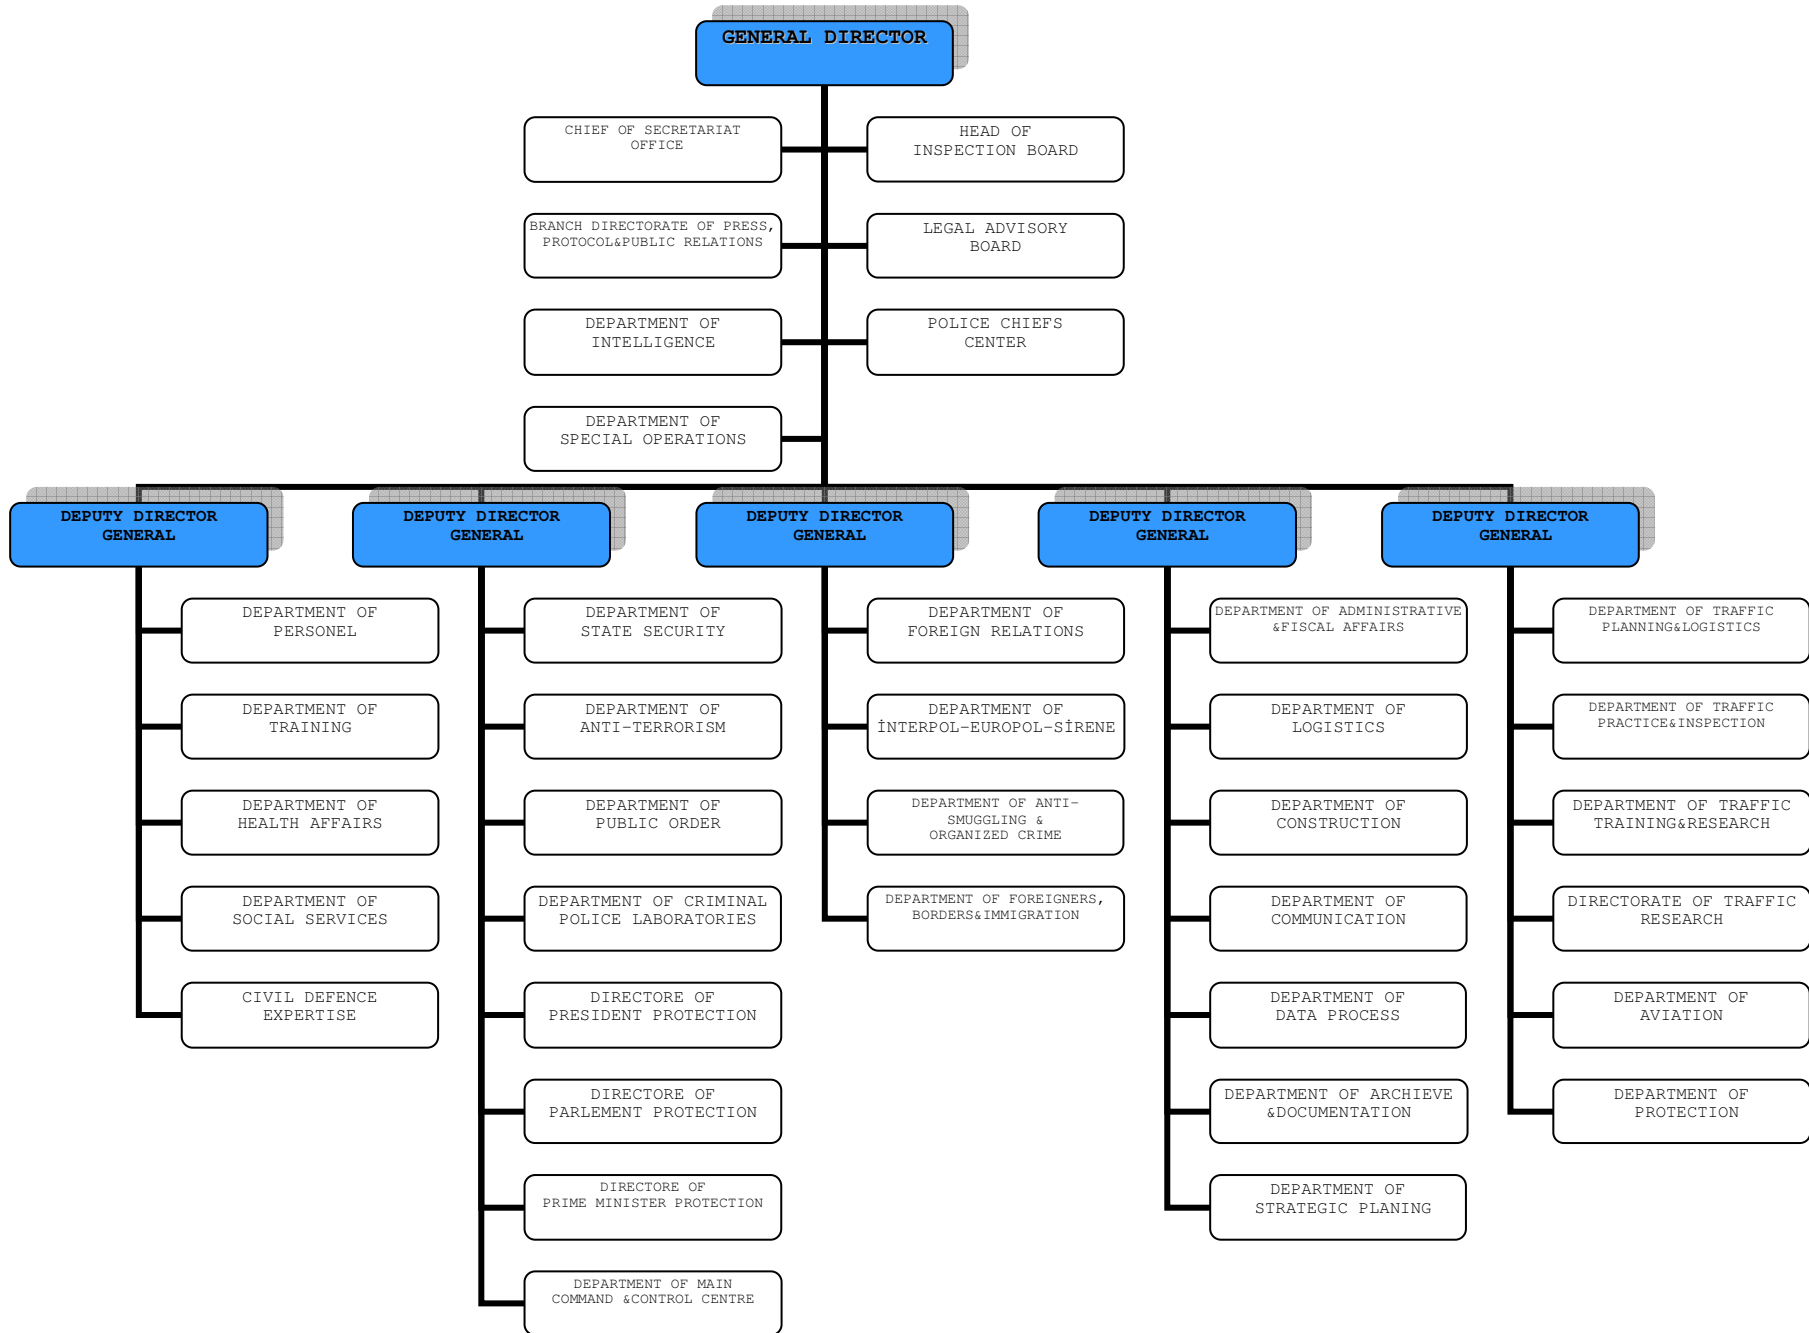 GENERAL DIRECTOR
CHIEF OF SECRETARIAT
OFFICE
HEAD OF
INSPECTION BOARD
BRANCH DIRECTORATE OF PRESS,
PROTOCOL&PUBLIC RELATIONS
LEGAL ADVISORY
BOARD
DEPARTMENT OF
INTELLIGENCE
POLICE CHIEFS
CENTER
DEPARTMENT OF
SPECIAL OPERATIONS
DEPUTY DIRECTOR
GENERAL
DEPARTMENT OF
PERSONEL
DEPARTMENT OF
TRAINING
DEPARTMENT OF
HEALTH AFFAIRS
DEPARTMENT OF
SOCIAL SERVICES
CIVIL DEFENCE
EXPERTISE
DEPUTY DIRECTOR
GENERAL
DEPARTMENT OF
STATE SECURITY
DEPARTMENT OF
ANTI-TERRORISM
DEPARTMENT OF
PUBLIC ORDER
DEPARTMENT OF CRIMINAL
POLICE LABORATORIES
DIRECTORE OF
PRESIDENT PROTECTION
DIRECTORE OF
PARLEMENT PROTECTION
DIRECTORE OF
PRIME MINISTER PROTECTION
DEPARTMENT OF MAIN
COMMAND &CONTROL CENTRE
DEPUTY DIRECTOR
GENERAL
DEPARTMENT OF
FOREIGN RELATIONS
DEPARTMENT OF
İNTERPOL-EUROPOL-SİRENE
DEPARTMENT OF ANTI-
SMUGGLING &
ORGANIZED CRIME
DEPARTMENT OF FOREIGNERS,
BORDERS&IMMIGRATION
DEPUTY DIRECTOR
GENERAL
DEPARTMENT OF ADMINISTRATIVE
&FISCAL AFFAIRS
DEPARTMENT OF
LOGISTICS
DEPARTMENT OF
CONSTRUCTION
DEPARTMENT OF
COMMUNICATION
DEPARTMENT OF
DATA PROCESS
DEPARTMENT OF ARCHIEVE
&DOCUMENTATION
DEPARTMENT OF
STRATEGIC PLANING
DEPUTY DIRECTOR
GENERAL
DEPARTMENT OF TRAFFIC
PLANNING&LOGISTICS
DEPARTMENT OF TRAFFIC
PRACTICE&INSPECTION
DEPARTMENT OF TRAFFIC
TRAINING&RESEARCH
DIRECTORATE OF TRAFFIC
RESEARCH
DEPARTMENT OF
AVIATION
DEPARTMENT OF
PROTECTION